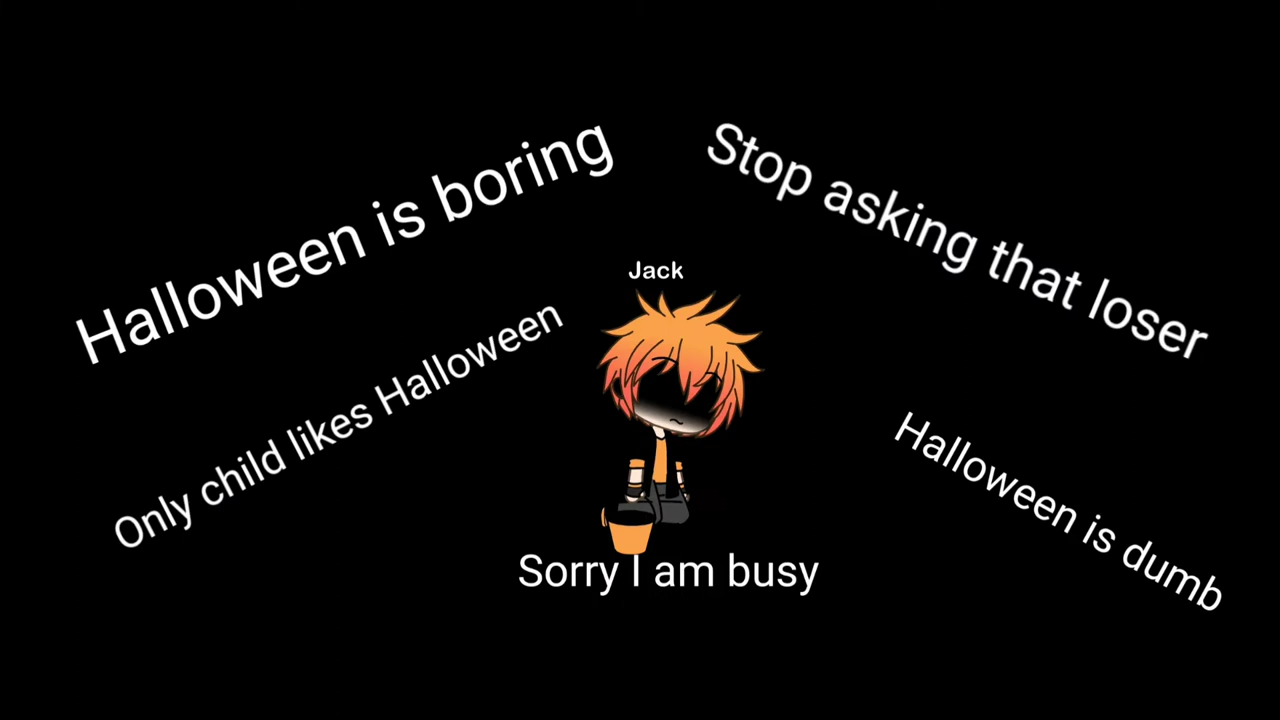 Halloween is boring
Stop asking that loser
Jack
Only child likes Halloween
Halloween is dumb
Sorry I am busy